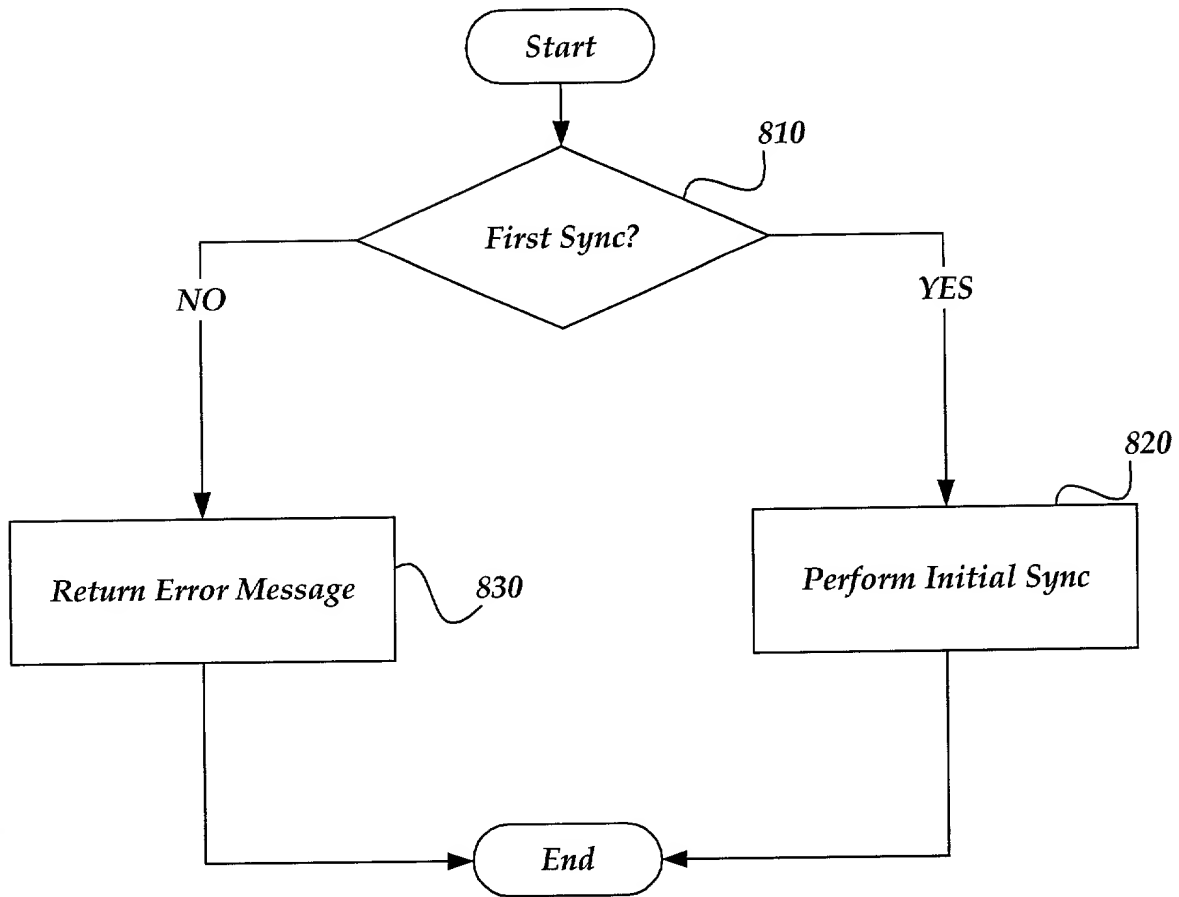 Start
810
First Sync?
NO
YES
820
Return Error Message
830
Perform Initial Sync
End